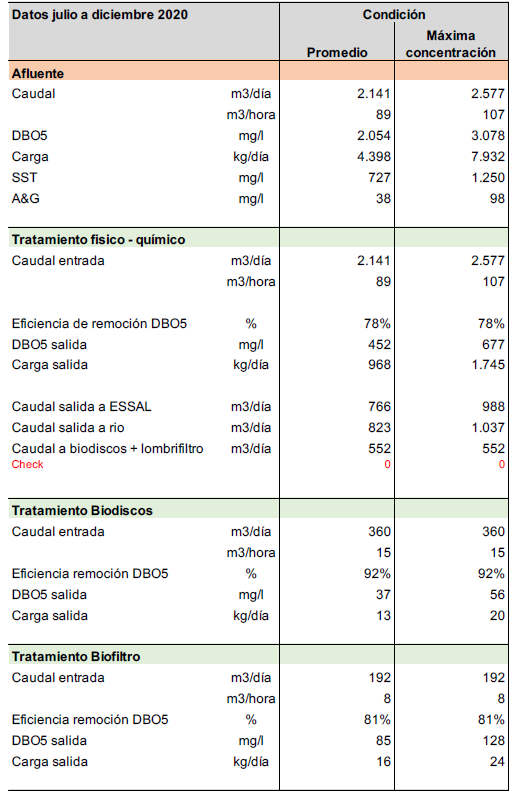 Datos julio a diciembre 2020 Condición
Promedio Máxima concentración
Afluente
Caudal m3/día 2.141 2.577
m3/hora 89 107
DBO5 mg/l 2.054 3.078
Carga kg/día 4.398 7.932
SST mg/l 727 1.250
A&G mg/l 38 98
Tratamiento fisico - químico
Caudal entrada m3/día 2.141 2.577
m3/hora 89 107
Eficiencia de remoción DBO5 % 78% 78%
DBO5 salida mg/l 452 677
Carga salida kg/día 968 1.745
Caudal salida a ESSAL m3/día 766 988
Caudal salida a rio m3/día 823 1.037
Caudal a biodiscos + lombrifiltro m3/día 552 552
Check 0 0
Tratamiento Biodiscos
Caudal entrada m3/día 360 360
m3/hora 15 15
Eficiencia remoción DBO5 % 92% 92%
DBO5 salida mg/l 37 56
Carga salida kg/día 13 20
Tratamiento Biofiltro
Caudal entrada m3/día 192 192
m3/hora 8 8
Eficiencia remoción DBO5 % 81% 81%
DBO5 salida mg/l 85 128
Carga salida kg/día 16 24